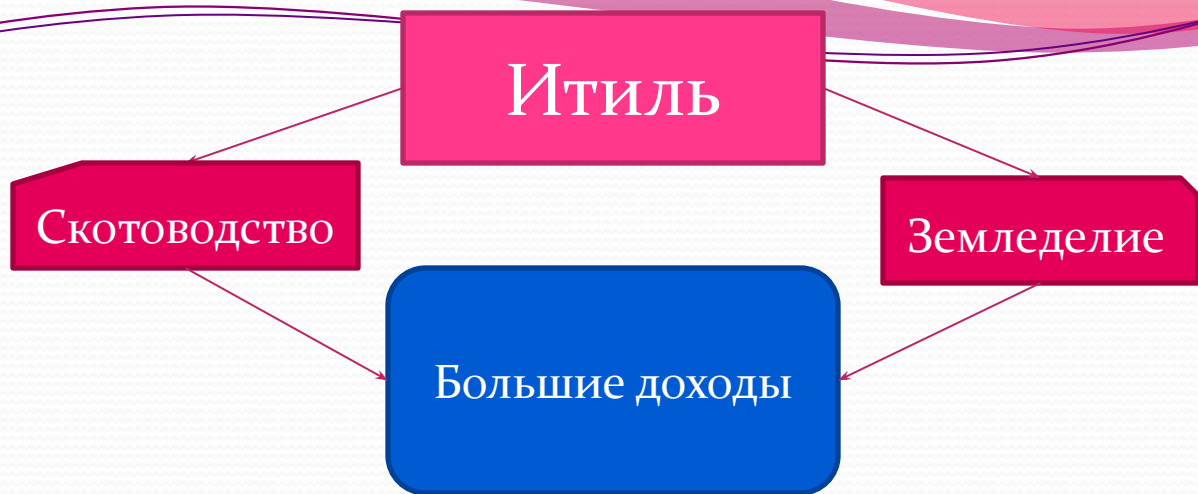 Итиль
Скотоводство
Земледелие
Большие доходы